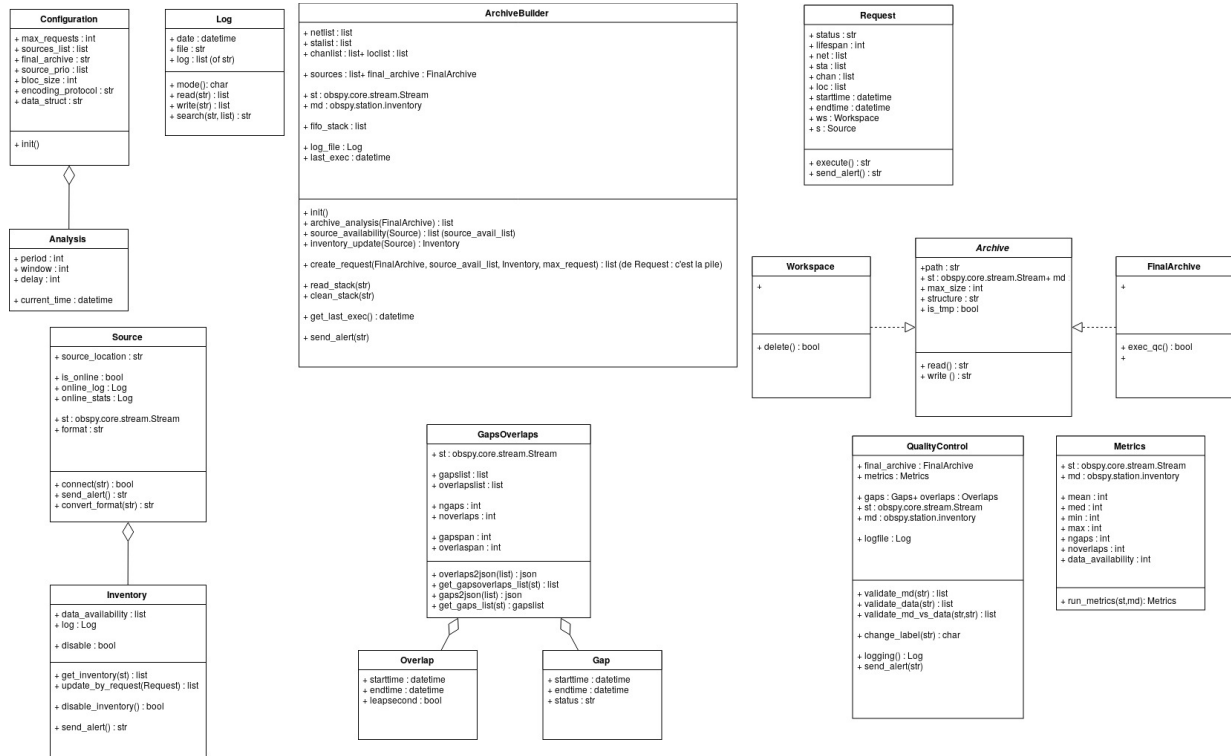 Configuration
+ max_requests : int
+ sources_list : list
+ final_archive : str
+ source_prio : list
+ bloc_size : int
+ encoding_protocol : str
+ data_struct : str
+ init()
Log
+ date : datetime
+ file : str
+ log : list (of str)
+ mode(): char
+ read(str) : list
+ write(str) : list
+ search(str, list) : str
ArchiveBuilder
+ netlist : list
+ stalist : list
+ chanlist : list+ loclist : list
+ sources : list+ final_archive : FinalArchive
+ st : obspy.core.stream.Stream
+ md : obspy.station.inventory
+ fifo_stack : list
+ log_file : Log
+ last_exec : datetime
+ init()
+ archive_analysis(FinalArchive) : list
+ source_availability(Source) : list (source_avail_list)
+ inventory_update(Source) : Inventory
+ create_request(FinalArchive, source_avail_list, Inventory, max_request) : list (de Request : c'est la pile)
+ read_stack(str)
+ clean_stack(str)
+ get_last_exec() : datetime
+ send_alert(str)
Request
+ status : str
+ lifespan : int
+ net : list
+ sta : list
+ chan : list
+ loc : list
+ starttime : datetime
+ endtime : datetime
+ ws : Workspace
+ s : Source
+ execute() : str
+ send_alert() : str
Analysis
+ period : int
+ window : int
+ delay : int
+ current_time : datetime
Workspace
+
+ delete() : bool
Archive
+path : str
+ st : obspy.core.stream.Stream+ md
+ max_size : int
+ structure : str
+ is_tmp : bool
+ read() : str
+ write () : str
FinalArchive
+
+ exec_qc() : bool
+
Source
+ source_location : str
+ is_online : bool
+ online_log : Log
+ online_stats : Log
+ st : obspy.core.stream.Stream
+ format : str
+ connect(str) : bool
+ send_alert() : str
+ convert_format(str) : str
GapsOverlaps
+ st : obspy.core.stream.Stream
+ gapslist : list
+ overlapslist : list
+ ngaps : int
+ noverlaps : int
+ gapspan : int
+ overlaspan : int
+ overlaps2json(list) : json
+ get_gapsoverlaps_list(st) : list
+ gaps2json(list) : json
+ get_gaps_list(st) : gapslist
QualityControl
+ final_archive : FinalArchive
+ metrics : Metrics
+ gaps : Gaps+ overlaps : Overlaps
+ st : obspy.core.stream.Stream
+ md : obspy.station.inventory
+ logfile : Log
+ validate_md(str) : list
+ validate_data(str) : list
+ validate_md_vs_data(str,str) : list
+ change_label(str) : char
+ logging() : Log
+ send_alert(str)
Metrics
+ st : obspy.core.stream.Stream
+ md : obspy.station.inventory
+ mean : int
+ med : int
+ min : int
+ max : int
+ ngaps : int
+ noverlaps : int
+ data_availability : int
+ run_metrics(st,md): Metrics
Inventory
+ data_availability : list
+ log : Log
+ disable : bool
+ get_inventory(st) : list
+ update_by_request(Request) : list
+ disable_inventory() : bool
+ send_alert() : str
Overlap
+ starttime : datetime
+ endtime : datetime
+ leapsecond : bool
Gap
+ starttime : datetime
+ endtime : datetime
+ status : str